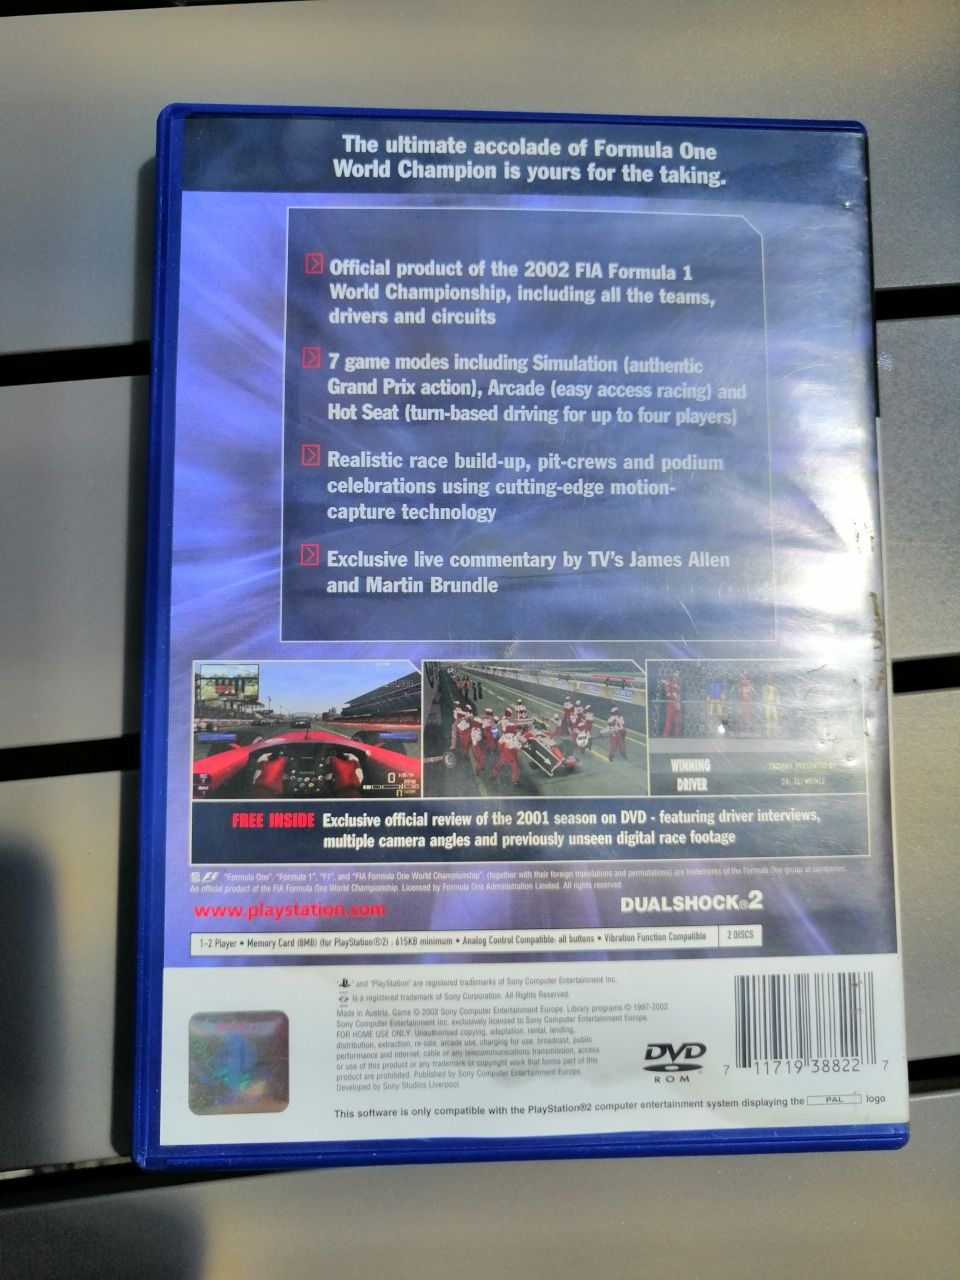 The ultimate accolade of Formula One
World Champion is yours for the taking.
Official product of the 2002 FIA Formula 1
World Championship, including all the teams,
drivers and circuits
7 game modes including Simulation (authentic
Grand Prix action), Arcade (easy access racing) and
Hot Seat (turn-based driving for up to four players)
Realistic race build-up, pit-crews and podium
celebrations using cutting-edge motion-
capture technology
Exclusive live commentary by TV's James Allen
and Martin Brundle
WINNING
DRIVER
TROPHY PRESENTED BY
DR. ALI WEINLE
FREE INSIDE Exclusive official review of the 2001 season on DVD - featuring driver interviews,
multiple camera angles and previously unseen digital race footage
"Formula One", "Formula 1", "F1", and "FIA Formula One World Championship", (together with their foreign translations and permutations) are trademarks of the Formula One group of companies.
An official product of the FIA Formula One World Championship. Licensed by Formula One Administration Limited. All rights reserved.
www.playstation.com
DUALSHOCK®2
1-2 Player • Memory Card (8MB) (for PlayStation®2) : 615KB minimum • Analog Control Compatible: all buttons • Vibration Function Compatible
2 DISCS
" " and "PlayStation" are registered trademarks of Sony Computer Entertainment Inc.
is a registered trademark of Sony Corporation. All Rights Reserved.
Made in Austria. Game © 2002 Sony Computer Entertainment Europe. Library programs © 1997-2002
Sony Computer Entertainment Inc. exclusively licensed to Sony Computer Entertainment Europe.
FOR HOME USE ONLY. Unauthorised copying, adaptation, rental, lending,
distribution, extraction, re-sale, arcade use, charging for use, broadcast, public
performance and internet, cable or any telecommunications transmission, access
or use of this product or any trademark or copyright work that forms part of this
product are prohibited. Published by Sony Computer Entertainment Europe.
Developed by Sony Studios Liverpool.
DVD
ROM
7 11719 38822 7
This software is only compatible with the PlayStation®2 computer entertainment system displaying the PAL logo